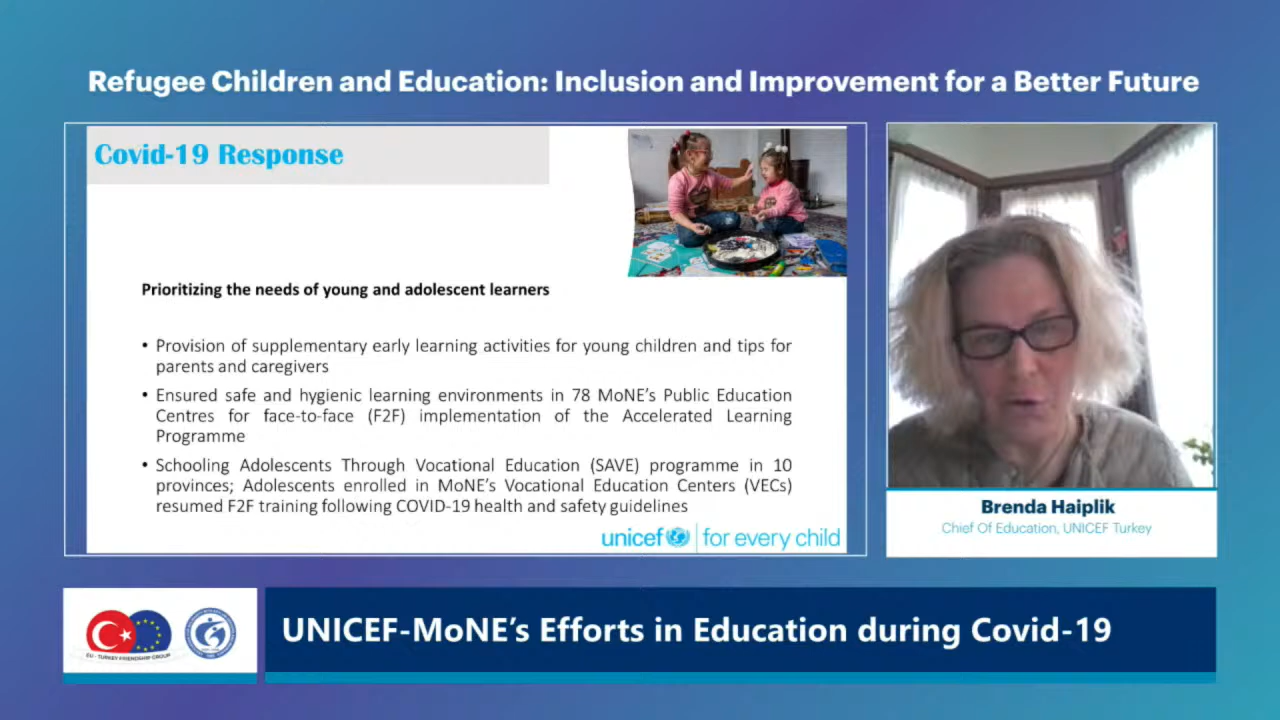 Refugee Children and Education: Inclusion and Improvement for a Better Future
Covid-19 Response
Prioritizing the needs of young and adolescent learners
• Provision of supplementary early learning activities for young children and tips for
parents and caregivers
• Ensured safe and hygienic learning environments in 78 MoNE’s Public Education
Centres for face-to-face (F2F) implementation of the Accelerated Learning
Programme
• Schooling Adolescents Through Vocational Education (SAVE) programme in 10
provinces; Adolescents enrolled in MoNE’s Vocational Education Centers (VECs)
resumed F2F training following COVID-19 health and safety guidelines
unicef for every child
Brenda Haiplik
Chief Of Education, UNICEF Turkey
EU - TURKEY FRIENDSHIP GROUP
UNICEF-MoNE’s Efforts in Education during Covid-19